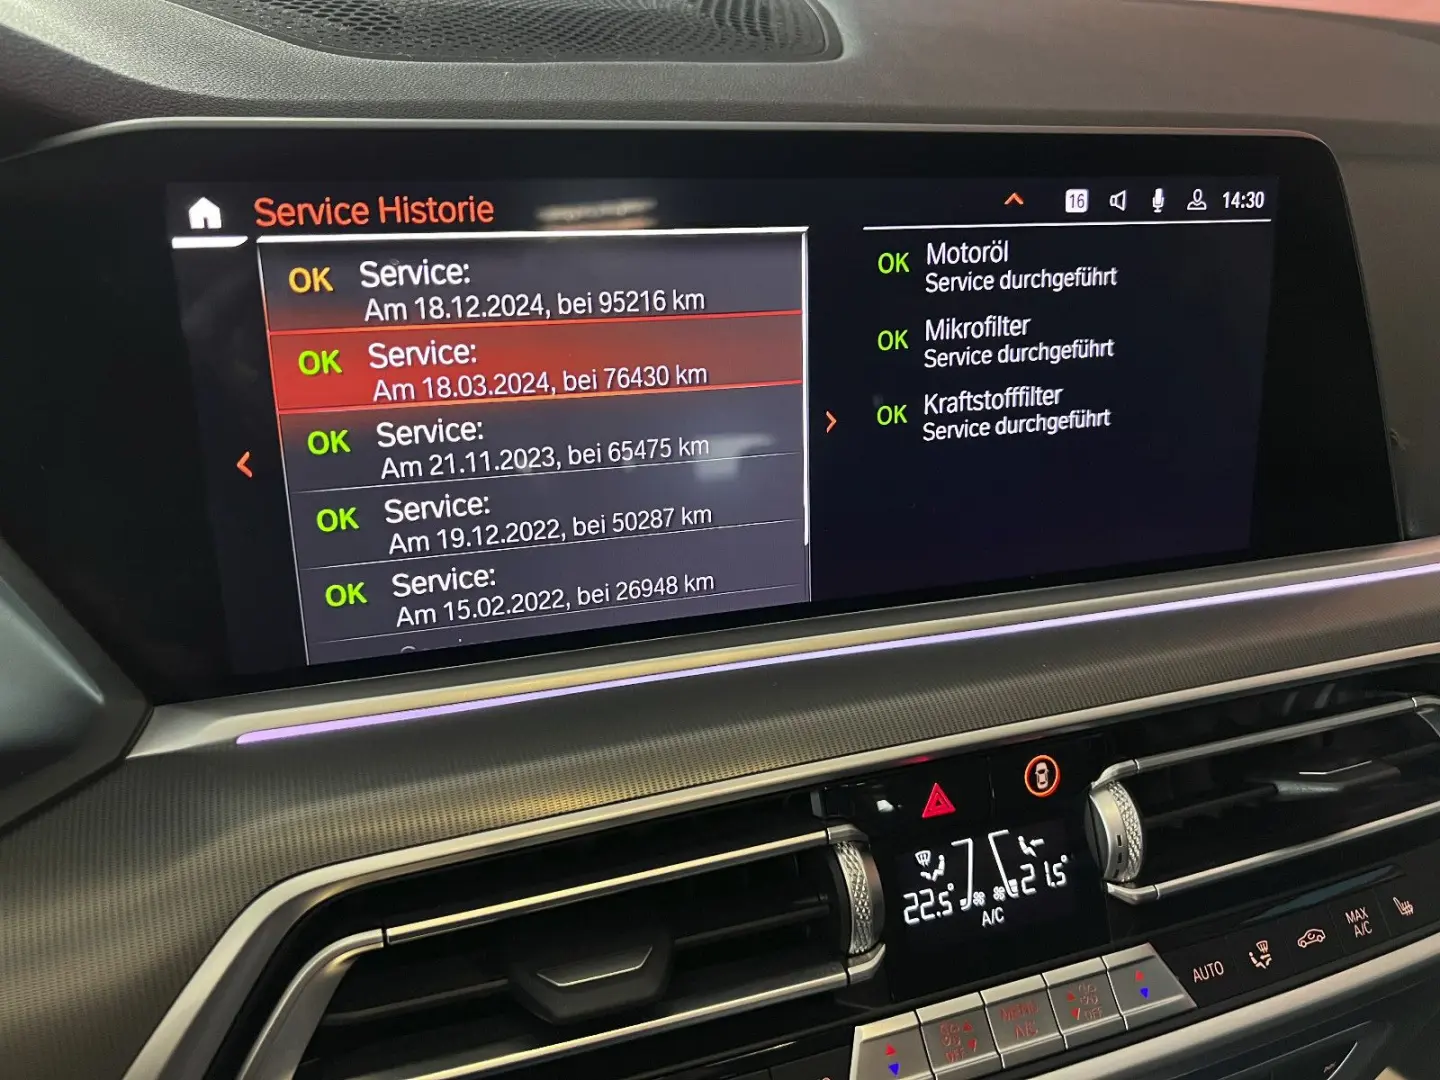 Service Historie
16
14:30
OK Service:
Am 18.12.2024, bei 95216 km
OK Service:
Am 18.03.2024, bei 76430 km
OK Service:
Am 21.11.2023, bei 65475 km
OK Service:
Am 19.12.2022, bei 50287 km
OK Service:
Am 15.02.2022, bei 26948 km
OK Motoröl
Service durchgeführt
OK Mikrofilter
Service durchgeführt
OK Kraftstofffilter
Service durchgeführt
22.5°
21.5°
A/C
AUTO
MAX
A/C
OFF
A/C
OFF